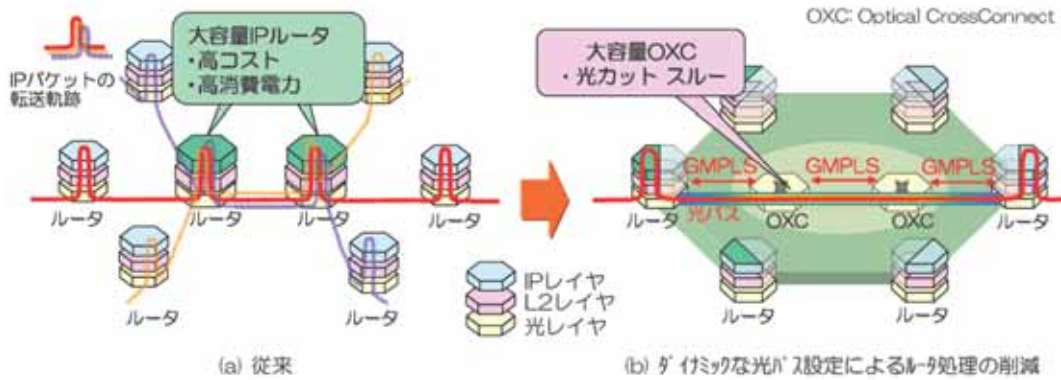 OXC: Optical CrossConnect
IPパケットの
転送軌跡
大容量IPルータ
・高コスト
・高消費電力
大容量OXC
・光カット スルー
ルータ
ルータ
ルータ
ルータ
ルータ
ルータ
GMPLS
GMPLS
GMPLS
光パス
ルータ
OXC
OXC
ルータ
ルータ
ルータ
IPレイヤ
L2レイヤ
光レイヤ
(a) 従来
(b) ダイナミックな光パス設定によるルータ処理の削減